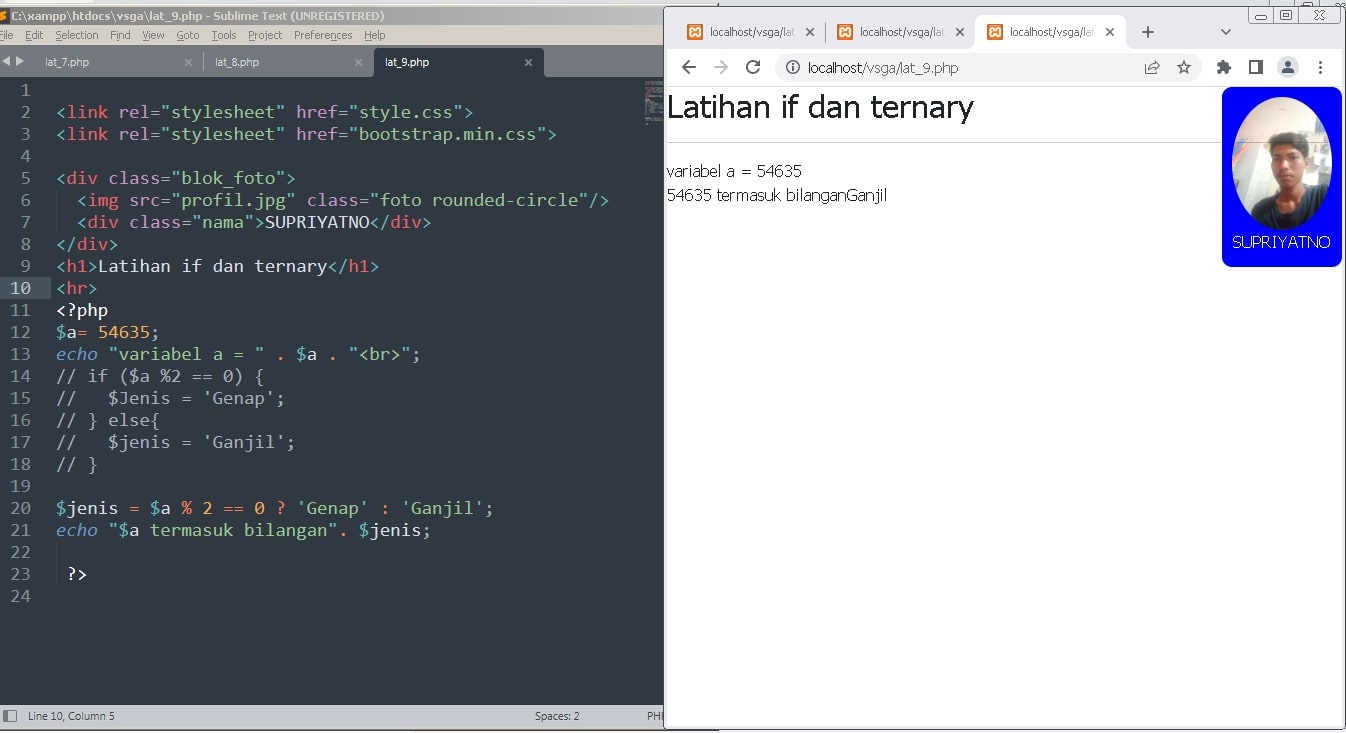 C:\xampp\htdocs\vsga\lat_9.php - Sublime Text (UNREGISTERED)
File Edit Selection Find View Goto Tools Project Preferences Help
lat_7.php × lat_8.php × lat_9.php ×
1
2 <link rel="stylesheet" href="style.css">
3 <link rel="stylesheet" href="bootstrap.min.css">
4
5 <div class="blok_foto">
6 <img src="profil.jpg" class="foto rounded-circle"/>
7 <div class="nama">SUPRIYATNO</div>
8 </div>
9 <h1>Latihan if dan ternary</h1>
10 <hr>
11 <?php
12 $a= 54635;
13 echo "variabel a = " . $a . "<br>";
14 // if ($a %2 == 0) {
15 //   $Jenis = 'Genap';
16 // } else{
17 //   $jenis = 'Ganjil';
18 // }
19
20 $jenis = $a % 2 == 0 ? 'Genap' : 'Ganjil';
21 echo "$a termasuk bilangan". $jenis;
22
23 ?>
24
Line 10, Column 5
Spaces: 2
PH
localhost/vsga/lat × localhost/vsga/lat × localhost/vsga/lat ×
localhost/vsga/lat_9.php
Latihan if dan ternary
variabel a = 54635
54635 termasuk bilanganGanjil
SUPRIYATNO